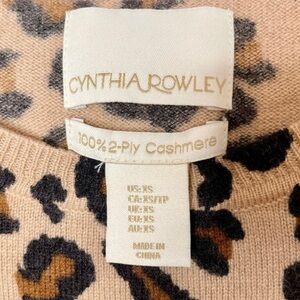 CYNTHIA ROWLEY
100% 2-Ply Cashmere
US:XS
CA:XS/TP
UK:XS
EU:XS
AU:XS
MADE IN
CHINA